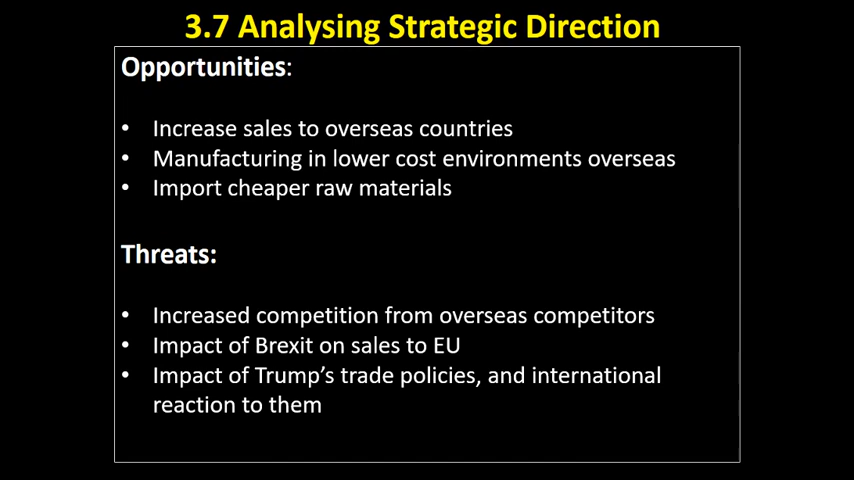 3.7 Analysing Strategic Direction
Opportunities:
• Increase sales to overseas countries
• Manufacturing in lower cost environments overseas
• Import cheaper raw materials
Threats:
• Increased competition from overseas competitors
• Impact of Brexit on sales to EU
• Impact of Trump’s trade policies, and international
reaction to them